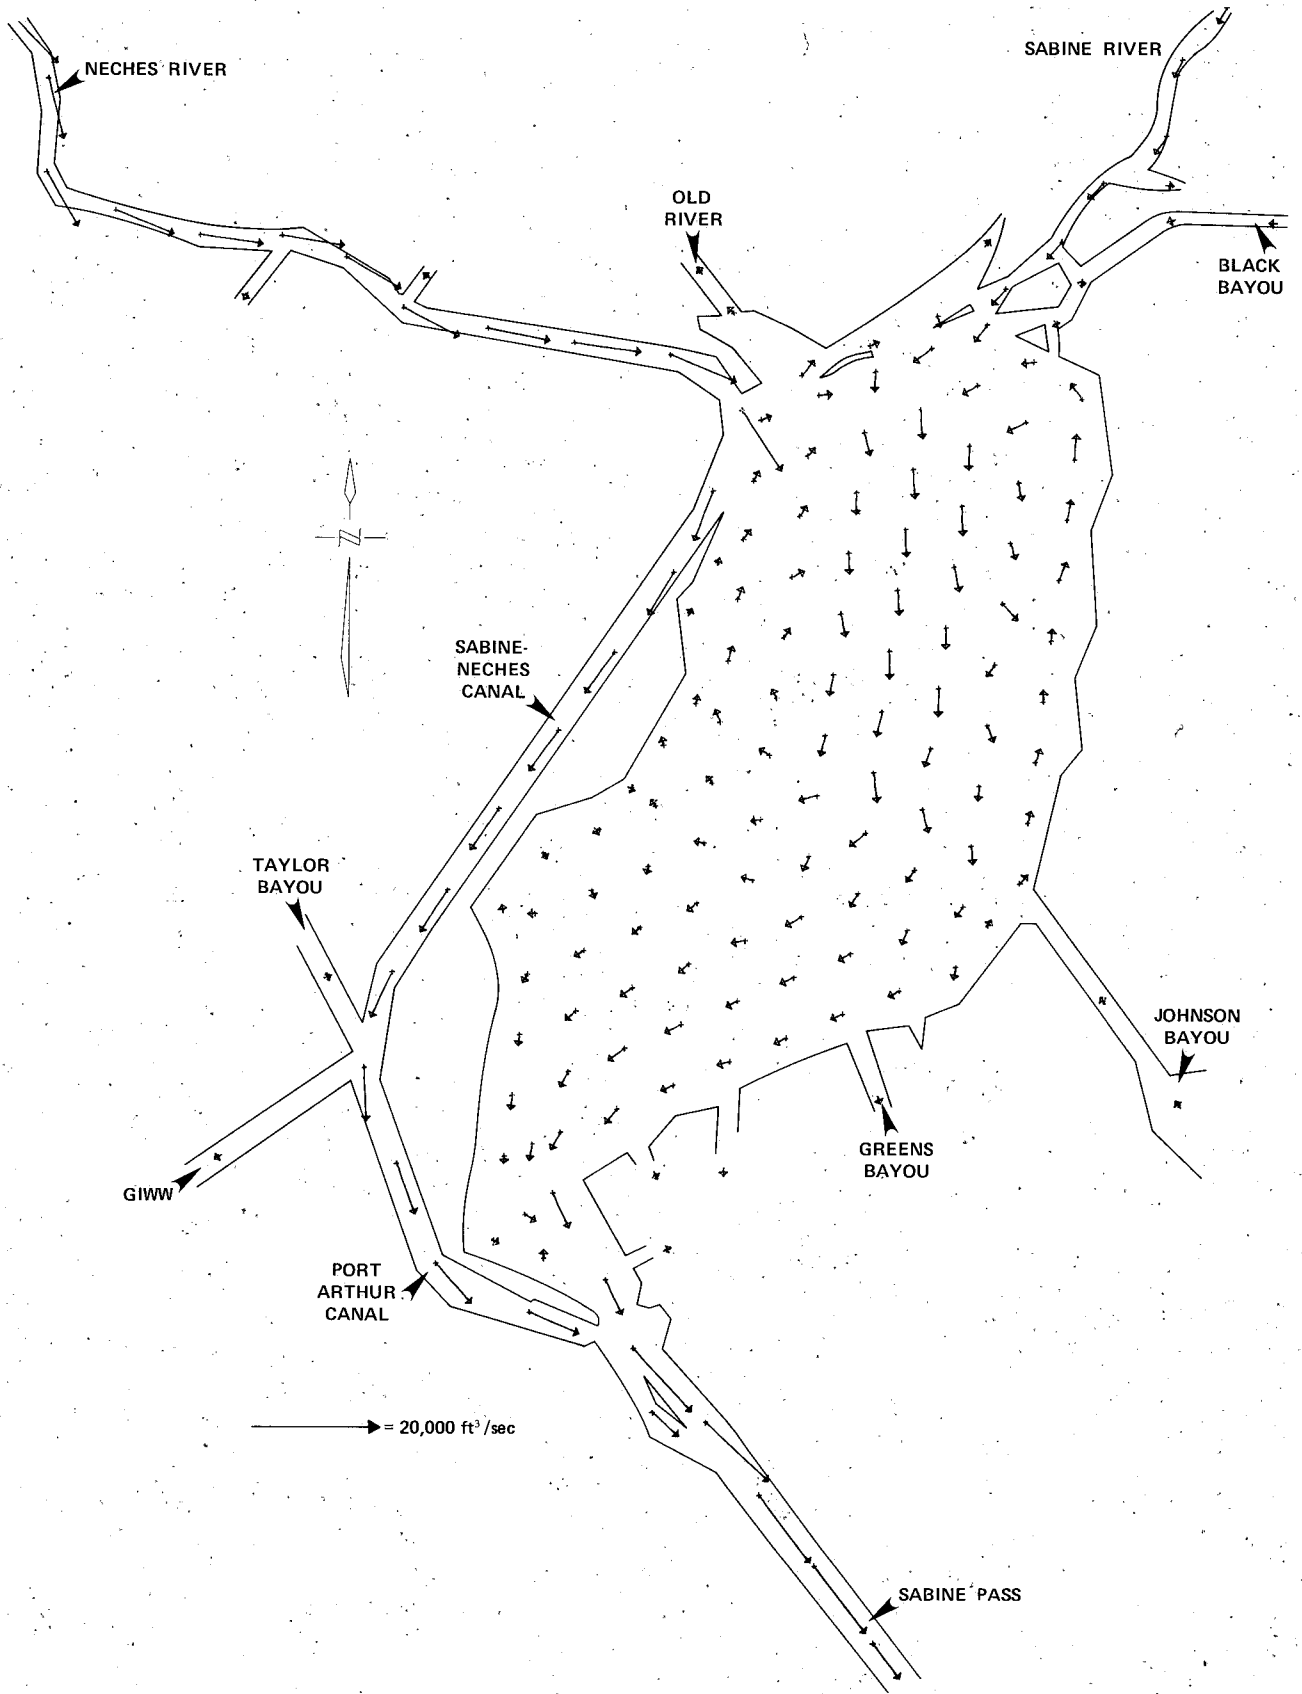 SABINE RIVER
NECHES RIVER
OLD
RIVER
BLACK
BAYOU
N
SABINE-
NECHES
CANAL
TAYLOR
BAYOU
JOHNSON
BAYOU
GREENS
BAYOU
GIWW
PORT
ARTHUR
CANAL
= 20,000 ft³/sec
SABINE PASS